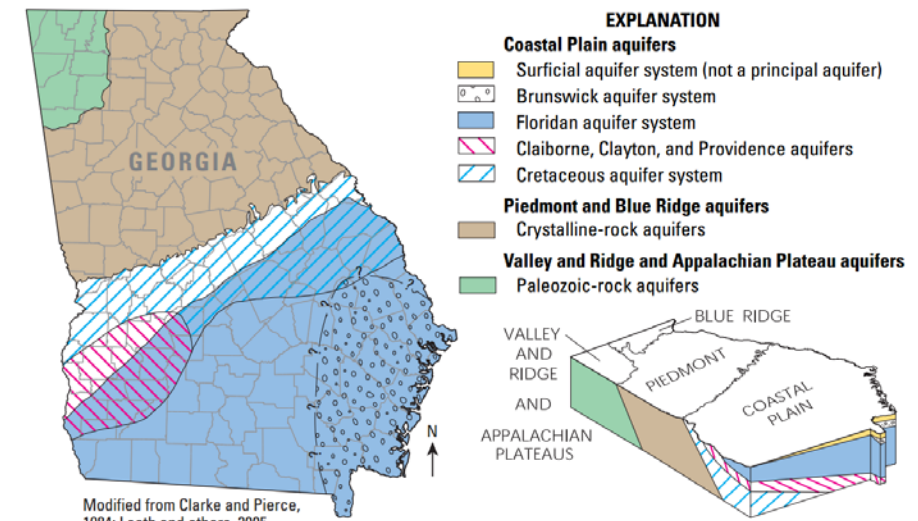 GEORGIA
N
Modified from Clarke and Pierce,
EXPLANATION
Coastal Plain aquifers
Surficial aquifer system (not a principal aquifer)
Brunswick aquifer system
Floridan aquifer system
Claiborne, Clayton, and Providence aquifers
Cretaceous aquifer system
Piedmont and Blue Ridge aquifers
Crystalline-rock aquifers
Valley and Ridge and Appalachian Plateau aquifers
Paleozoic-rock aquifers
BLUE RIDGE
VALLEY
AND
RIDGE
AND
APPALACHIAN
PLATEAUS
PIEDMONT
COASTAL
PLAIN
?
?
?
?
?